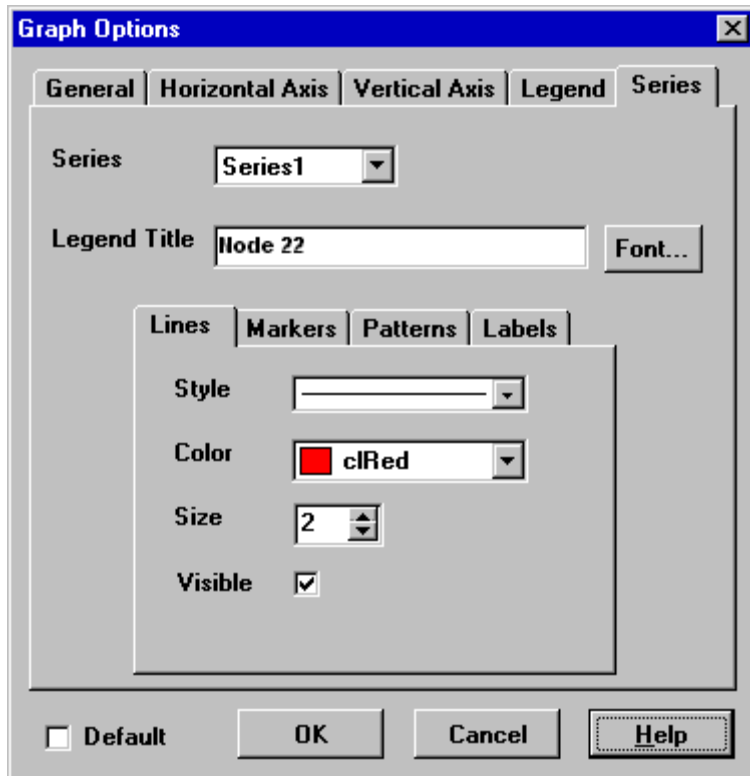 Graph Options
General Horizontal Axis Vertical Axis Legend Series
Series Series1
Legend Title Node 22 Font...
Lines Markers Patterns Labels
Style
Color clRed
Size 2
Visible
Default OK Cancel Help